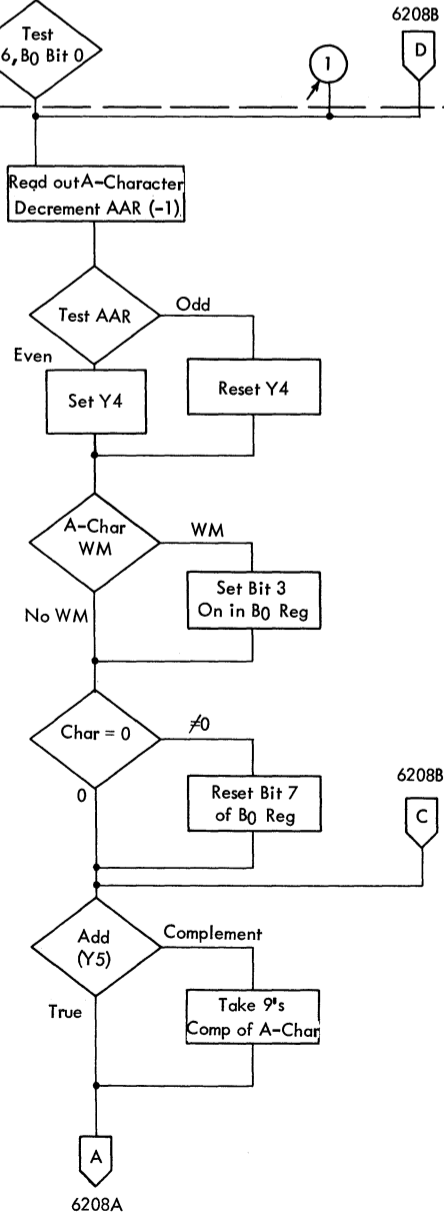 6208B
Test
6, B0 Bit 0
1
D
Read out A-Character
Decrement AAR (-1)
Test AAR
Odd
Even
Set Y4
Reset Y4
A-Char
WM
WM
Set Bit 3
On in B0 Reg
No WM
Char = 0
≠0
0
Reset Bit 7
of B0 Reg
6208B
C
Add
(Y5)
Complement
True
Take 9's
Comp of A-Char
A
6208A